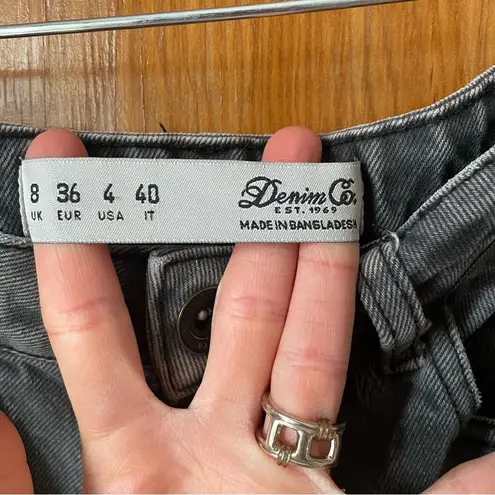 8 36 4 40
UK EUR USA IT
Denim Co.
EST. 1969
MADE IN BANGLADESH